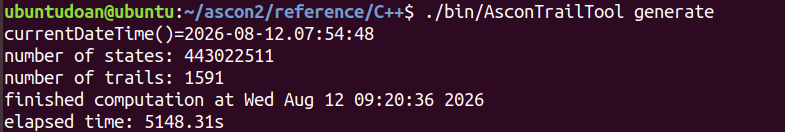 ubuntudoan@ubuntu:~/ascon2/reference/C++$ ./bin/AsconTrailTool generate
currentDateTime()=2026-08-12.07:54:48
number of states: 443022511
number of trails: 1591
finished computation at Wed Aug 12 09:20:36 2026
elapsed time: 5148.31s